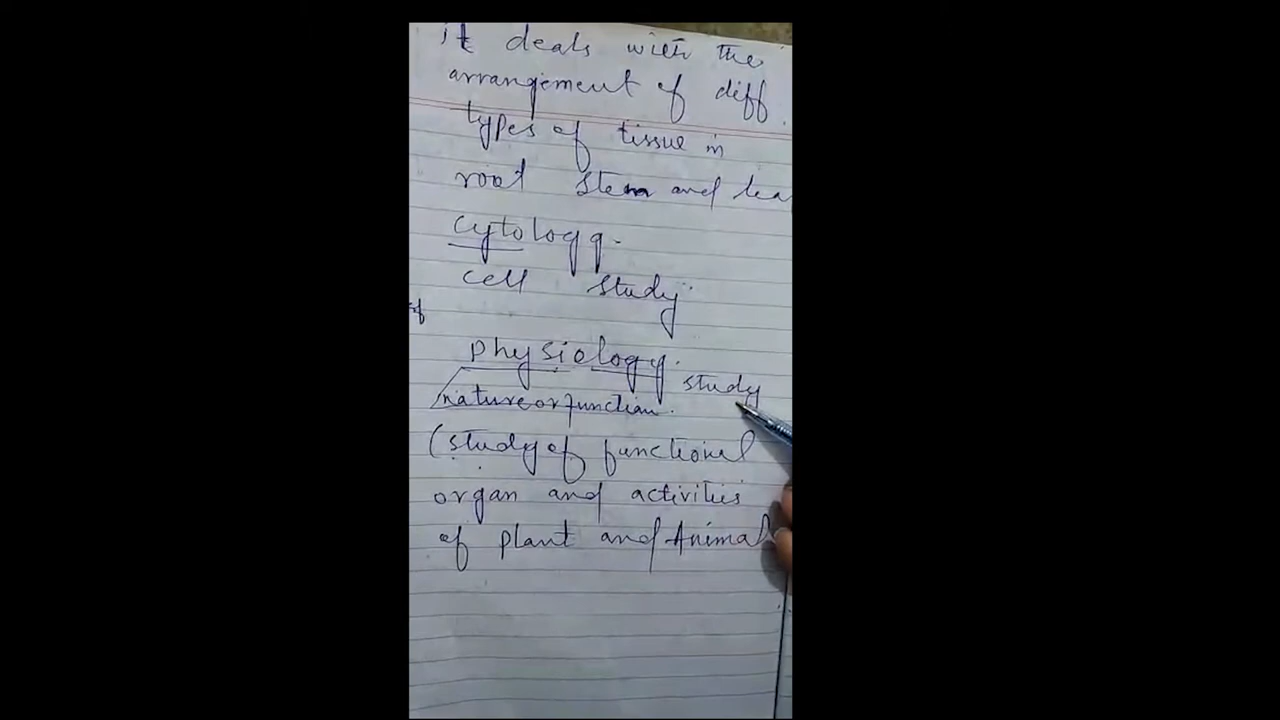 it deals with the
arrangement of diff.
types of tissue in
root stem and lea
cytology.
cell study
of
physiology.
study
nature or function.
(study of functional
organ and activities
of plant and Animal